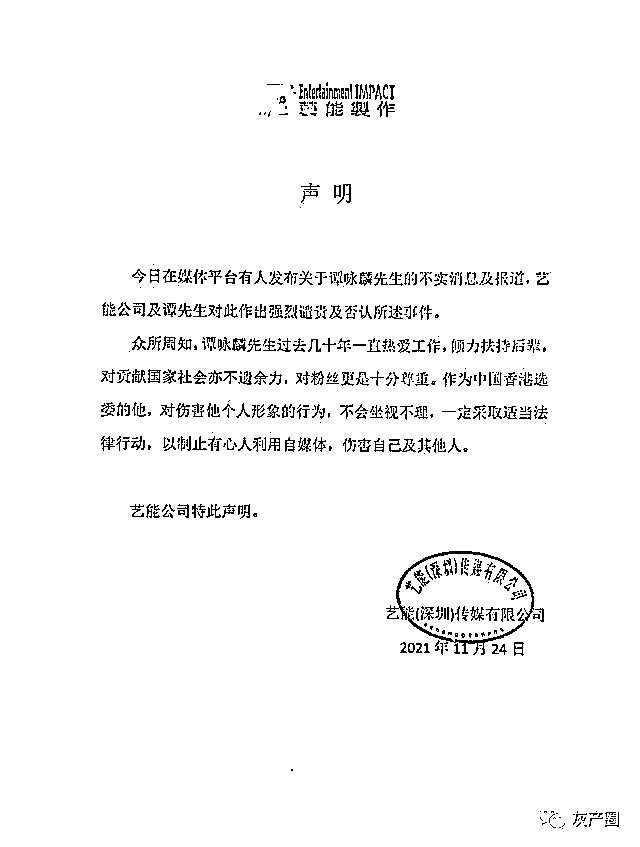 Entertainment IMPACT
藝能製作
声明
今日在媒体平台有人发布关于谭咏麟先生的不实消息及报道，艺
能公司及谭先生对此作出强烈谴责及否认所述事件。
众所周知，谭咏麟先生过去几十年一直热爱工作，倾力扶持后辈，
对贡献国家社会亦不遗余力，对粉丝更是十分尊重。作为中国香港选
委的他，对伤害他个人形象的行为，不会坐视不理，一定采取适当法
律行动，以制止有心人利用自媒体，伤害自己及其他人。
艺能公司特此声明。
艺能(深圳)传媒有限公司
艺能(深圳)传媒有限公司
2021年11月24日
灰产圈